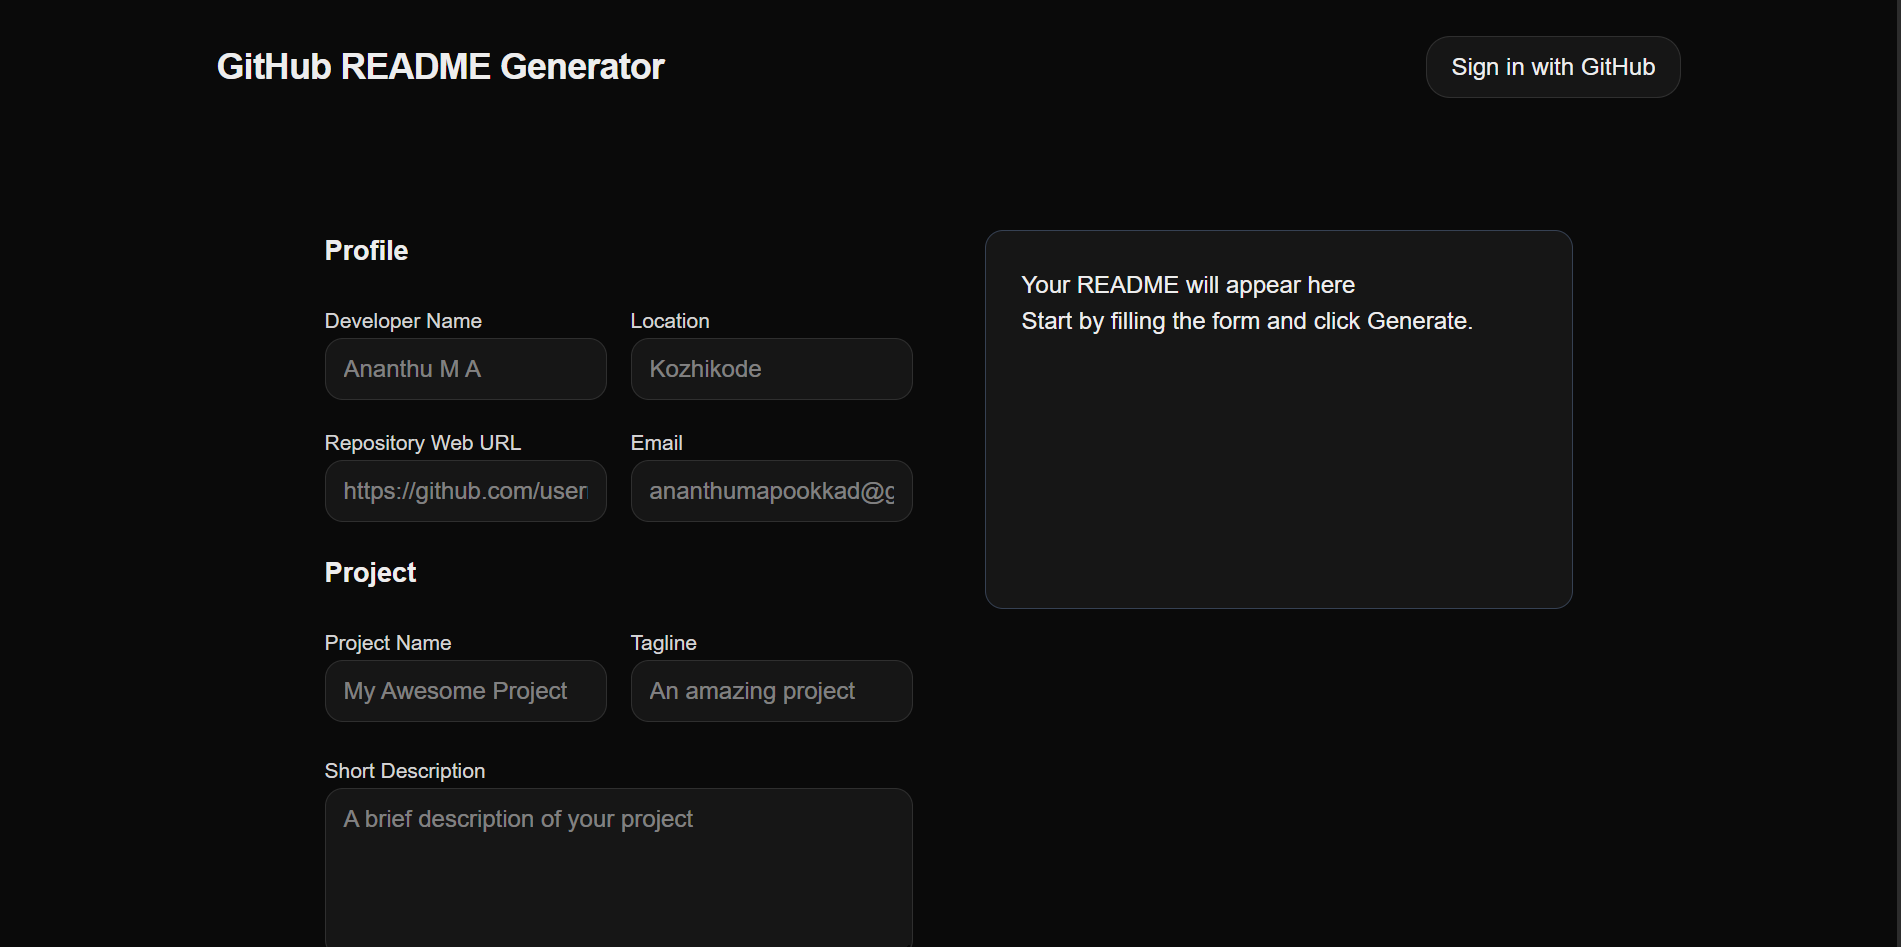 GitHub README Generator
Sign in with GitHub
Profile
Developer Name
Location
Ananthu M A
Kozhikode
Repository Web URL
Email
https://github.com/user
ananthumapookkad@g
Project
Project Name
Tagline
My Awesome Project
An amazing project
Short Description
A brief description of your project
Your README will appear here
Start by filling the form and click Generate.